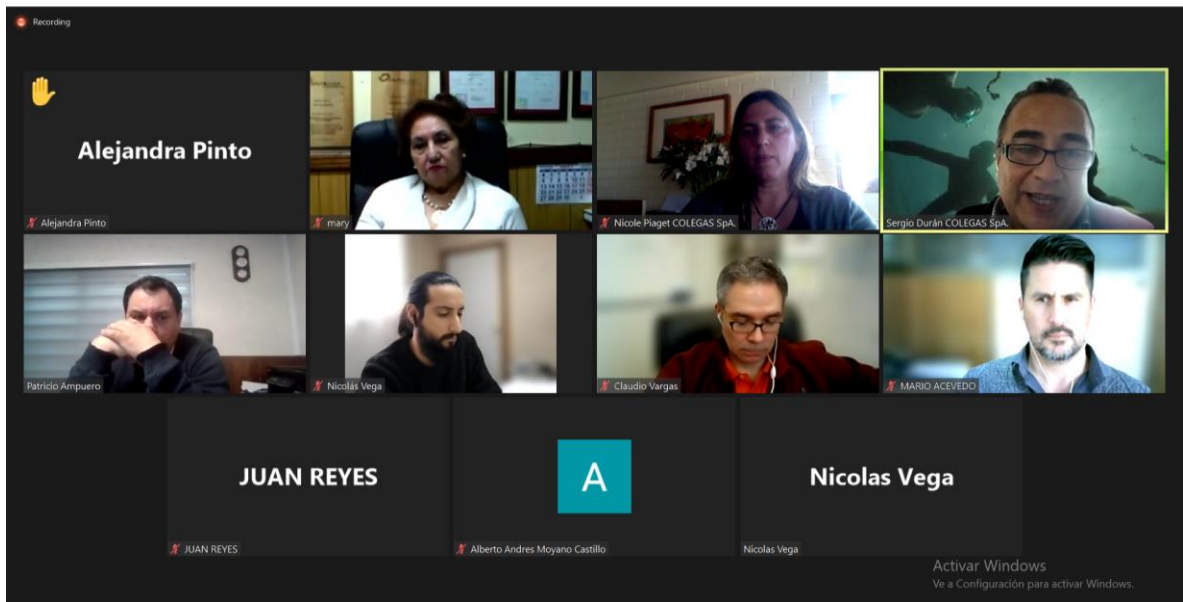 Recording
Alejandra Pinto
Alejandra Pinto
mary
Nicole Piaget COLEGAS SpA.
Sergio Durán COLEGAS SpA.
Patricio Ampuero
Nicolás Vega
Claudio Vargas
MARIO ACEVEDO
JUAN REYES
A
Nicolas Vega
JUAN REYES
Alberto Andres Moyano Castillo
Nicolas Vega
Activar Windows
Ve a Configuración para activar Windows.